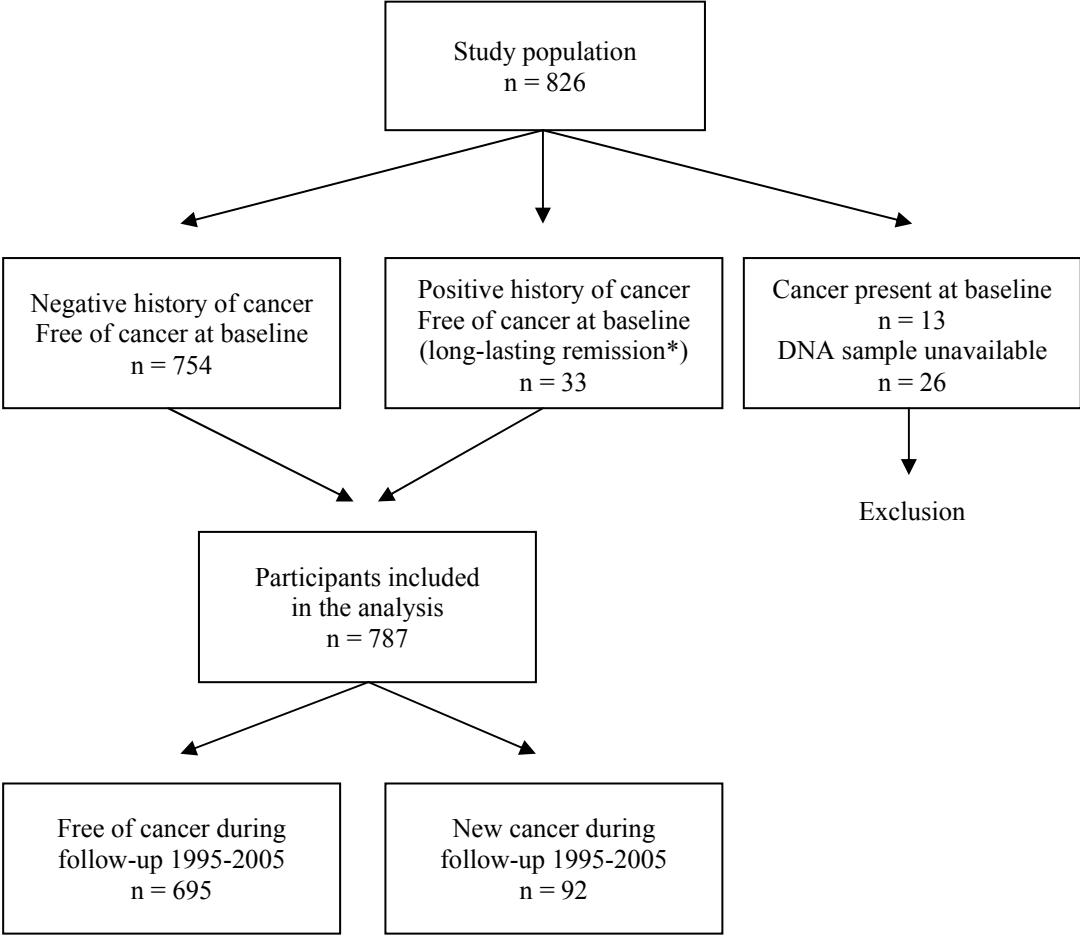 Study population
n = 826
Negative history of cancer
Free of cancer at baseline
n = 754
Positive history of cancer
Free of cancer at baseline
(long-lasting remission*)
n = 33
Cancer present at baseline
n = 13
DNA sample unavailable
n = 26
Exclusion
Participants included
in the analysis
n = 787
Free of cancer during
follow-up 1995-2005
n = 695
New cancer during
follow-up 1995-2005
n = 92